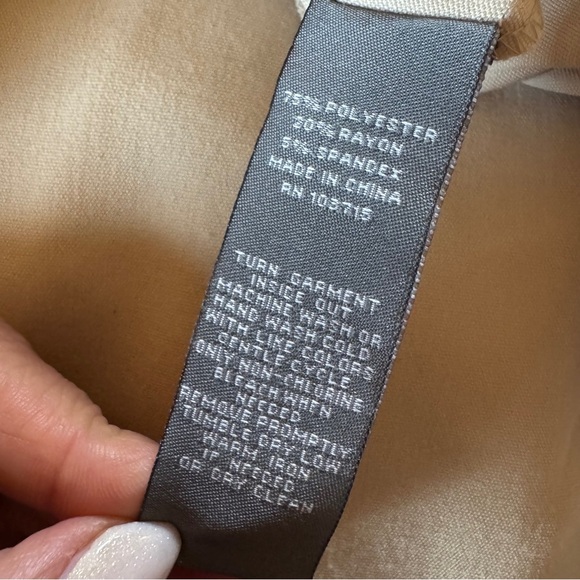 75% POLYESTER
20% RAYON
5% SPANDEX
MADE IN CHINA
RN 103715
TURN GARMENT
INSIDE OUT
MACHINE WASH OR
HAND WASH COLD
WITH LIKE COLORS
GENTLE CYCLE
ONLY NON-CHLORINE
BLEACH WHEN
NEEDED
REMOVE PROMPTLY
TUMBLE DRY LOW
WARM IRON
IF NEEDED
OR DRY CLEAN